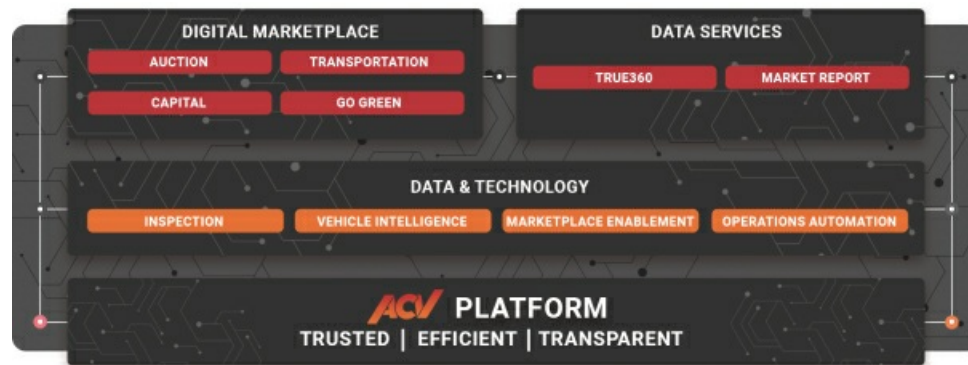 DIGITAL MARKETPLACE
AUCTION
TRANSPORTATION
CAPITAL
GO GREEN
DATA SERVICES
TRUE360
MARKET REPORT
DATA & TECHNOLOGY
INSPECTION
VEHICLE INTELLIGENCE
MARKETPLACE ENABLEMENT
OPERATIONS AUTOMATION
ACV PLATFORM
TRUSTED | EFFICIENT | TRANSPARENT